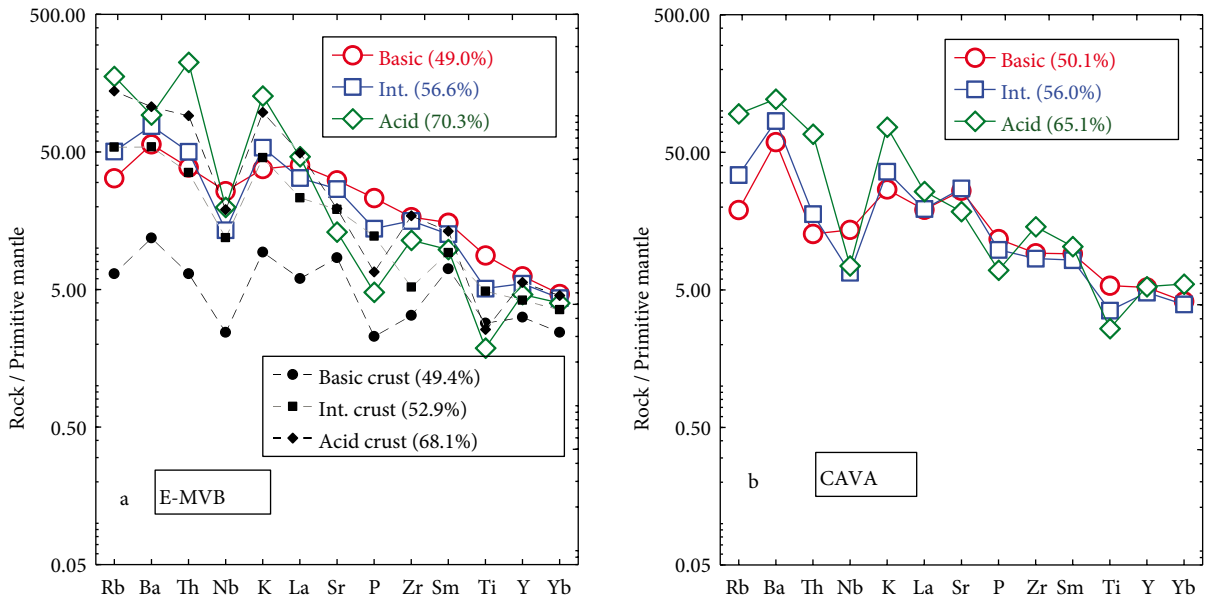 500.00
50.00
5.00
0.50
0.05
Rock / Primitive mantle
Basic (49.0%)
Int. (56.6%)
Acid (70.3%)
Basic crust (49.4%)
Int. crust (52.9%)
Acid crust (68.1%)
a
E-MVB
Rb Ba Th Nb K La Sr P Zr Sm Ti Y Yb
500.00
50.00
5.00
0.50
0.05
Rock / Primitive mantle
Basic (50.1%)
Int. (56.0%)
Acid (65.1%)
b
CAVA
Rb Ba Th Nb K La Sr P Zr Sm Ti Y Yb